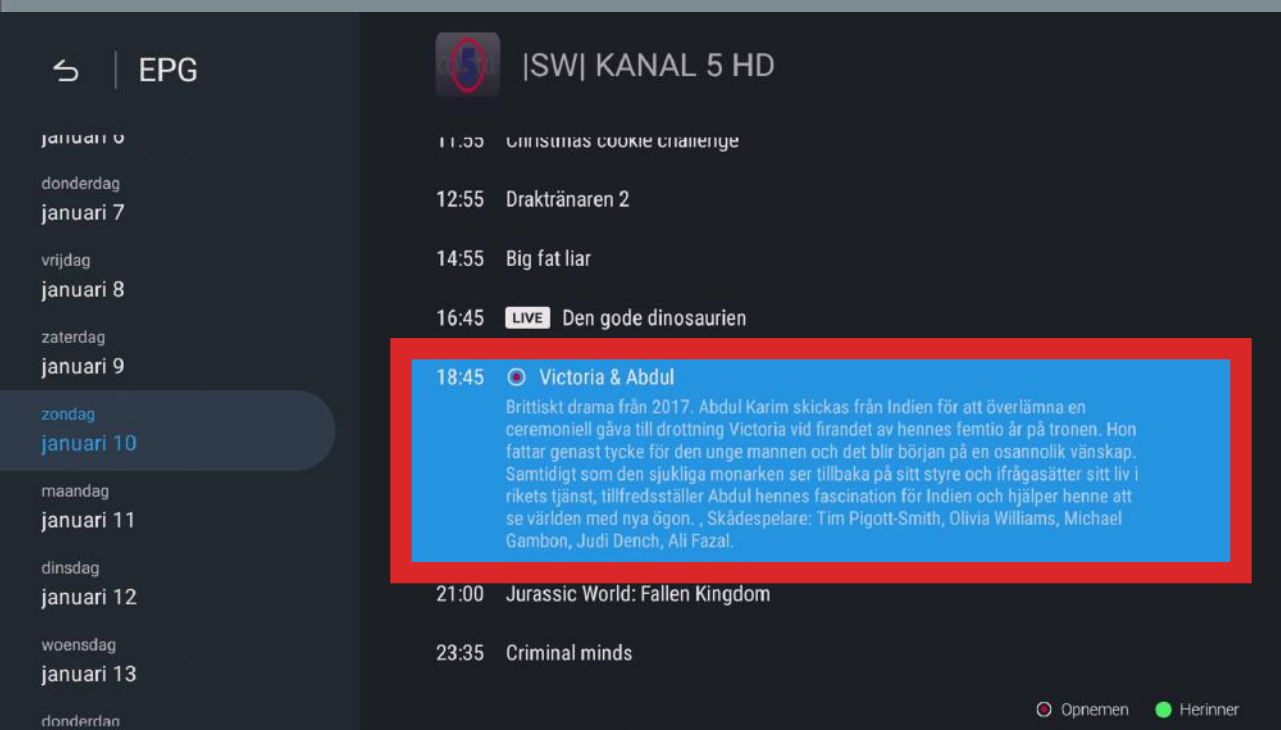 EPG
|SW| KANAL 5 HD
januari 6
donderdag
januari 7
vrijdag
januari 8
zaterdag
januari 9
zondag
januari 10
maandag
januari 11
dinsdag
januari 12
woensdag
januari 13
donderdag
11:55 Christmas cookie challenge
12:55 Draktränaren 2
14:55 Big fat liar
16:45 LIVE Den gode dinosaurien
18:45 Victoria & Abdul
Brittiskt drama från 2017. Abdul Karim skickas från Indien för att överlämna en
ceremoniell gåva till drottning Victoria vid firandet av hennes femtio år på tronen. Hon
fattar genast tycke för den unge mannen och det blir början på en osannolik vänskap.
Samtidigt som den sjukliga monarken ser tillbaka på sitt styre och ifrågasätter sitt liv i
rikets tjänst, tillfredsställer Abdul hennes fascination för Indien och hjälper henne att
se världen med nya ögon. , Skådespelare: Tim Pigott-Smith, Olivia Williams, Michael
Gambon, Judi Dench, Ali Fazal.
21:00 Jurassic World: Fallen Kingdom
23:35 Criminal minds
Opnemen Herinner